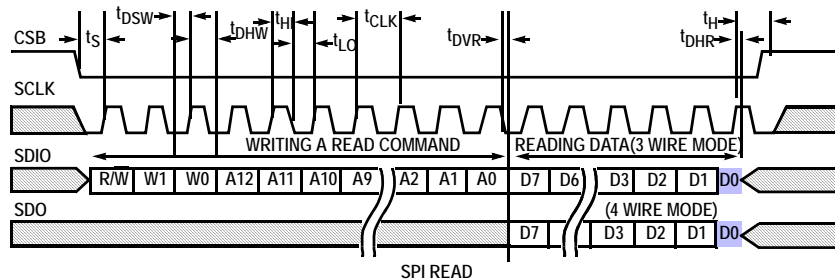 tDSW tHI tCLK tH
CSB tS tDHW tLO tDVR tDHR
SCLK
WRITING A READ COMMAND READING DATA(3 WIRE MODE)
SDIO R/W W1 W0 A12 A11 A10 A9 A2 A1 A0 D7 D6 D3 D2 D1 D0
SDO (4 WIRE MODE)
D7 D3 D2 D1 D0
SPI READ